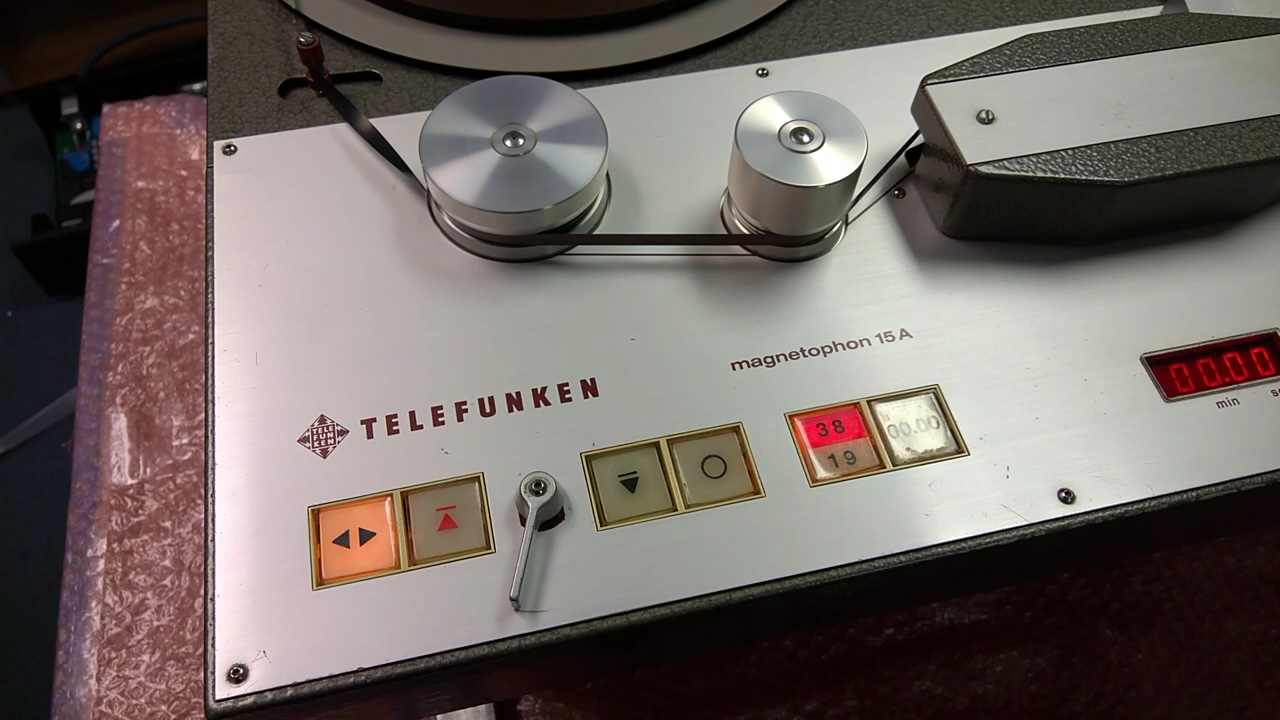 magnetophon 15 A
00.00
min
TELE
FUN
KEN
TELEFUNKEN
38
19
00.00